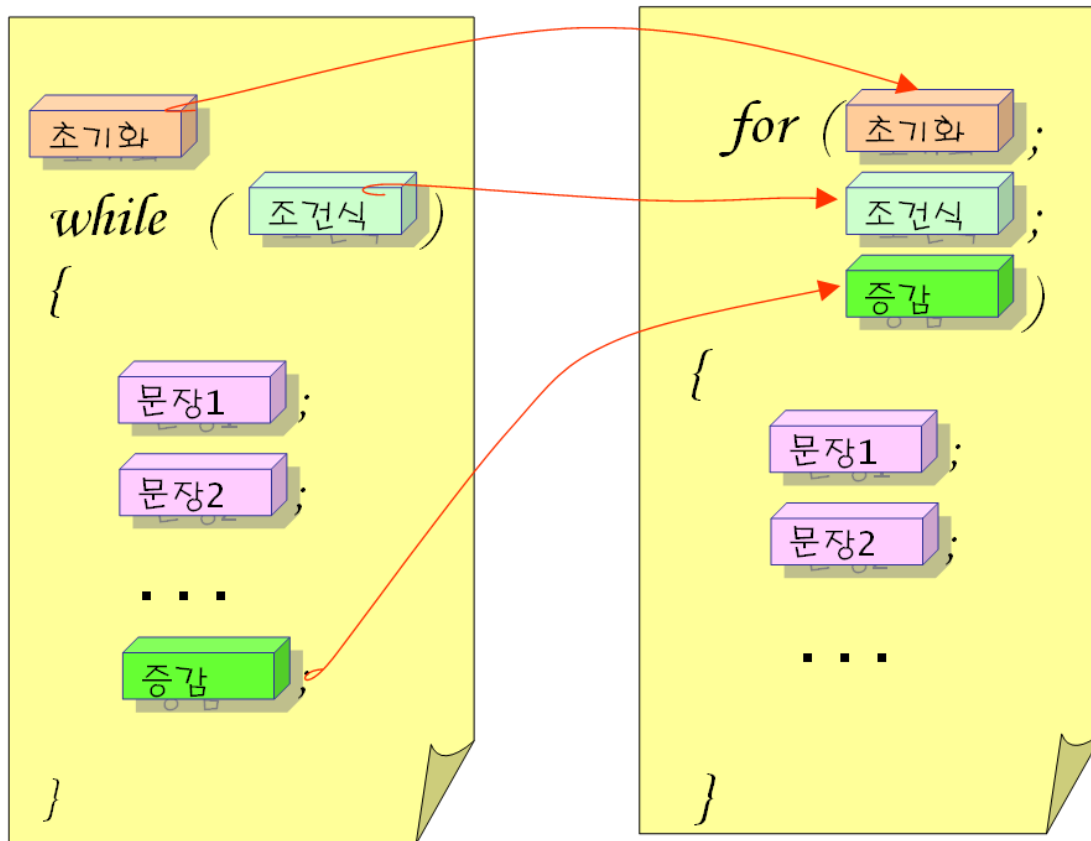 초기화
while ( 조건식 )
{
문장1 ;
문장2 ;
. . .
증감 ;
}
for ( 초기화 ;
조건식 ;
증감 )
{
문장1 ;
문장2 ;
. . .
}